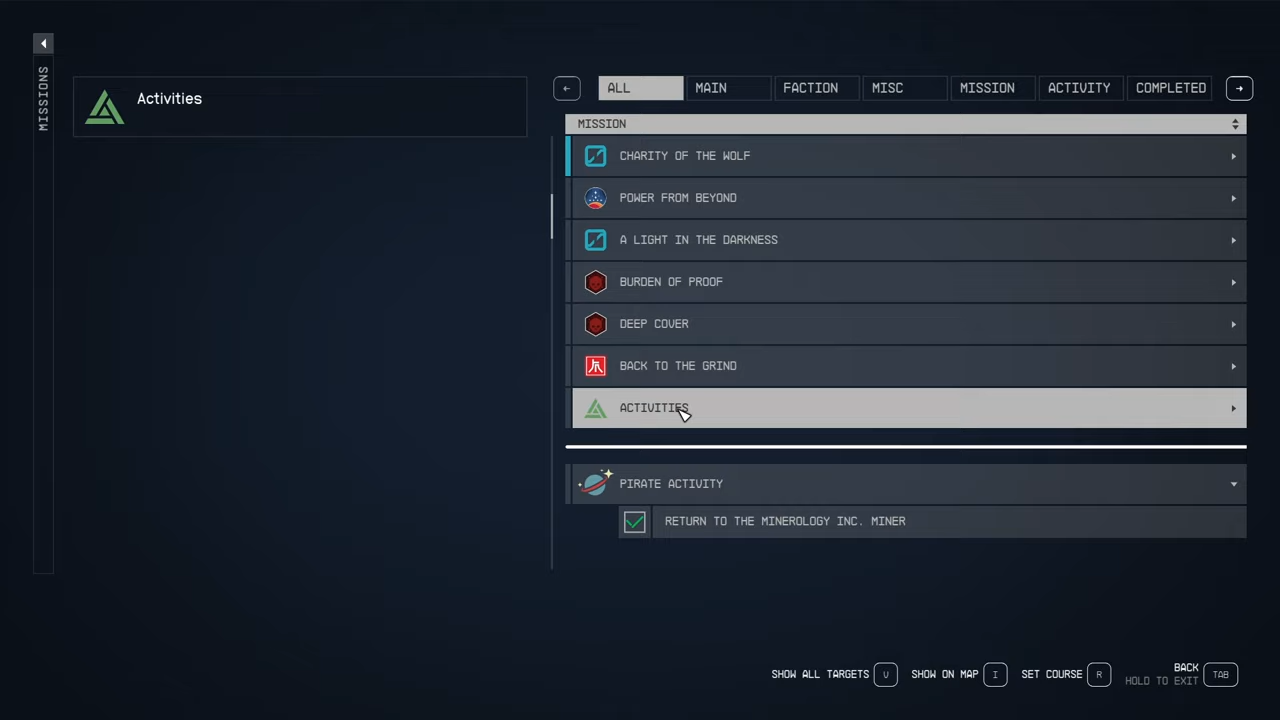 MISSIONS
Activities
ALL MAIN FACTION MISC MISSION ACTIVITY COMPLETED
MISSION
CHARITY OF THE WOLF
POWER FROM BEYOND
A LIGHT IN THE DARKNESS
BURDEN OF PROOF
DEEP COVER
BACK TO THE GRIND
ACTIVITIES
PIRATE ACTIVITY
RETURN TO THE MINEROLOGY INC. MINER
SHOW ALL TARGETS V SHOW ON MAP I SET COURSE R BACK TAB
HOLD TO EXIT